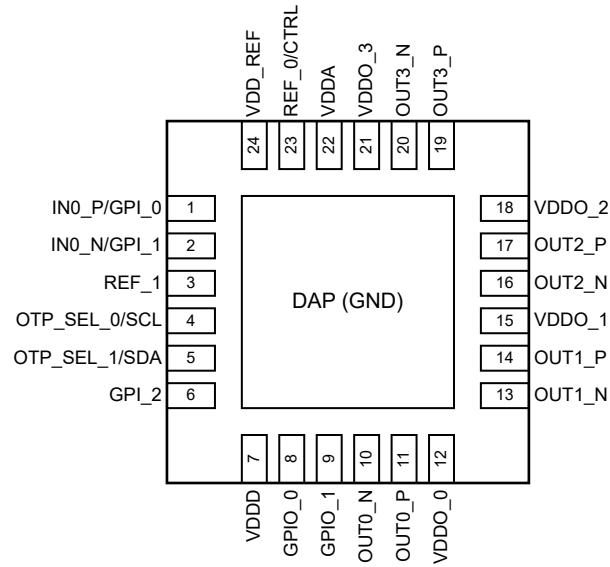 VDD_REF
REF_0/CTRL
VDDA
VDDO_3
OUT3_N
OUT3_P
24
23
22
21
20
19
IN0_P/GPI_0 1
IN0_N/GPI_1 2
REF_1 3
OTP_SEL_0/SCL 4
OTP_SEL_1/SDA 5
GPI_2 6
DAP (GND)
18 VDDO_2
17 OUT2_P
16 OUT2_N
15 VDDO_1
14 OUT1_P
13 OUT1_N
7
8
9
10
11
12
VDDD
GPIO_0
GPIO_1
OUT0_N
OUT0_P
VDDO_0